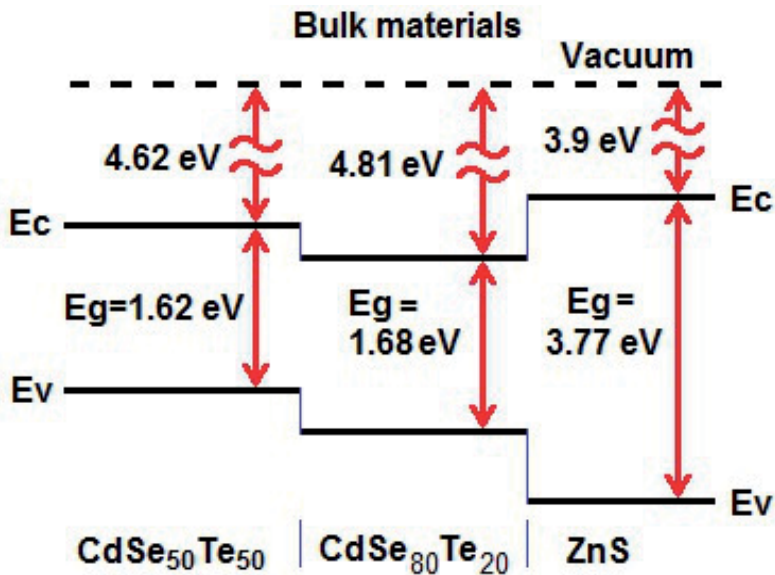 Bulk materials
Vacuum
4.62 eV
4.81 eV
3.9 eV
Ec
Ec
Eg=1.62 eV
Eg =
1.68 eV
Eg =
3.77 eV
Ev
Ev
CdSe₅₀Te₅₀
CdSe₈₀Te₂₀
ZnS